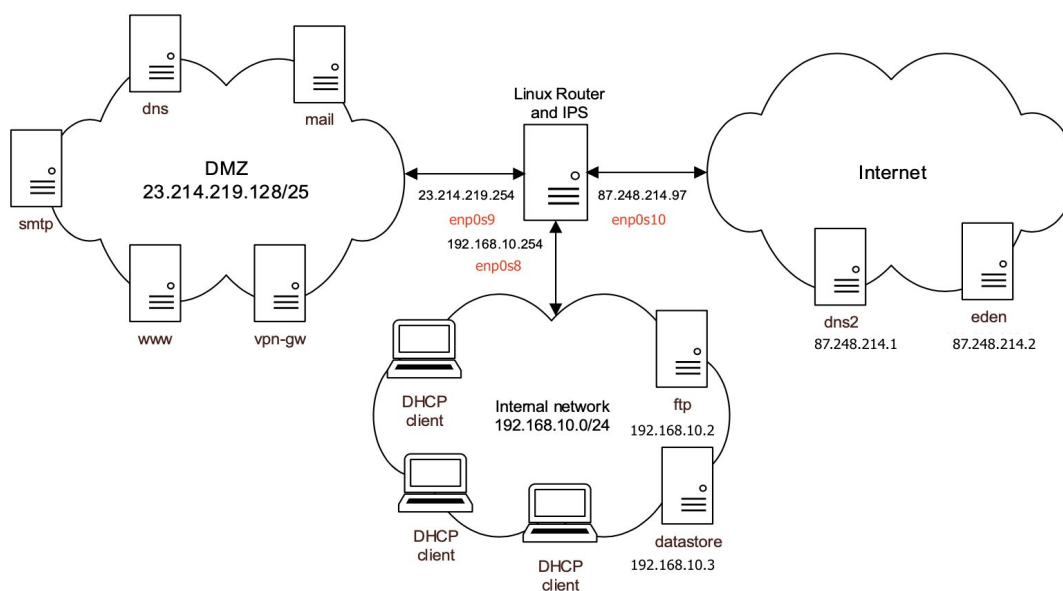 dns
mail
smtp
DMZ
23.214.219.128/25
www
vpn-gw
Linux Router
and IPS
23.214.219.254
enp0s9
87.248.214.97
enp0s10
192.168.10.254
enp0s8
Internet
dns2
87.248.214.1
eden
87.248.214.2
DHCP
client
Internal network
192.168.10.0/24
ftp
192.168.10.2
DHCP
client
DHCP
client
datastore
192.168.10.3